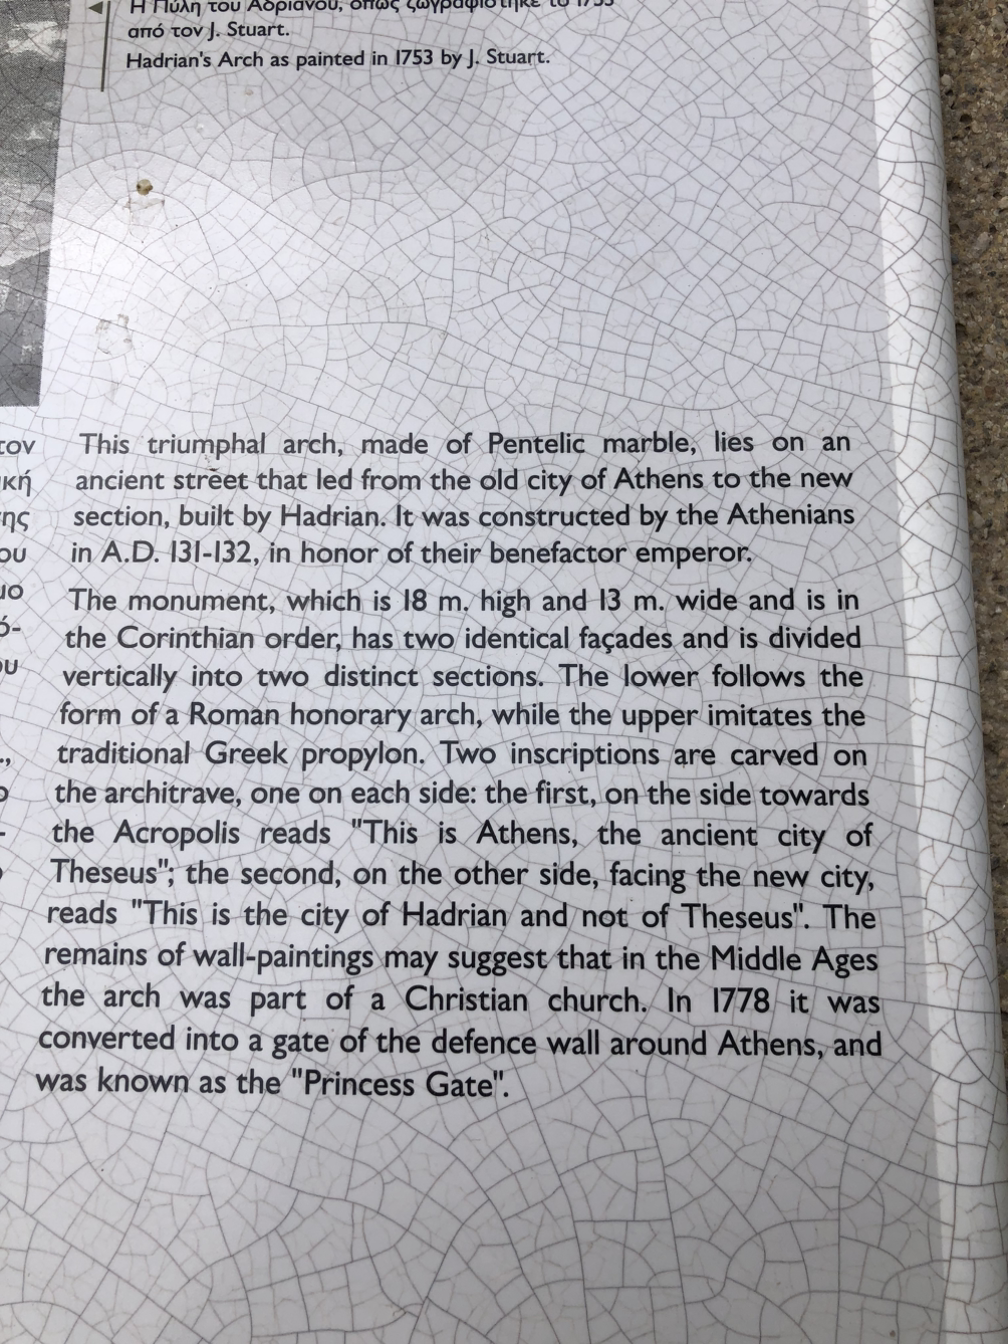 Η Πύλη του Αδριανού, όπως ζωγραφίστηκε το 1753
από τον J. Stuart.
Hadrian's Arch as painted in 1753 by J. Stuart.
This triumphal arch, made of Pentelic marble, lies on an
ancient street that led from the old city of Athens to the new
section, built by Hadrian. It was constructed by the Athenians
in A.D. 131-132, in honor of their benefactor emperor.
The monument, which is 18 m. high and 13 m. wide and is in
the Corinthian order, has two identical façades and is divided
vertically into two distinct sections. The lower follows the
form of a Roman honorary arch, while the upper imitates the
traditional Greek propylon. Two inscriptions are carved on
the architrave, one on each side: the first, on the side towards
the Acropolis reads "This is Athens, the ancient city of
Theseus"; the second, on the other side, facing the new city,
reads "This is the city of Hadrian and not of Theseus". The
remains of wall-paintings may suggest that in the Middle Ages
the arch was part of a Christian church. In 1778 it was
converted into a gate of the defence wall around Athens, and
was known as the "Princess Gate".